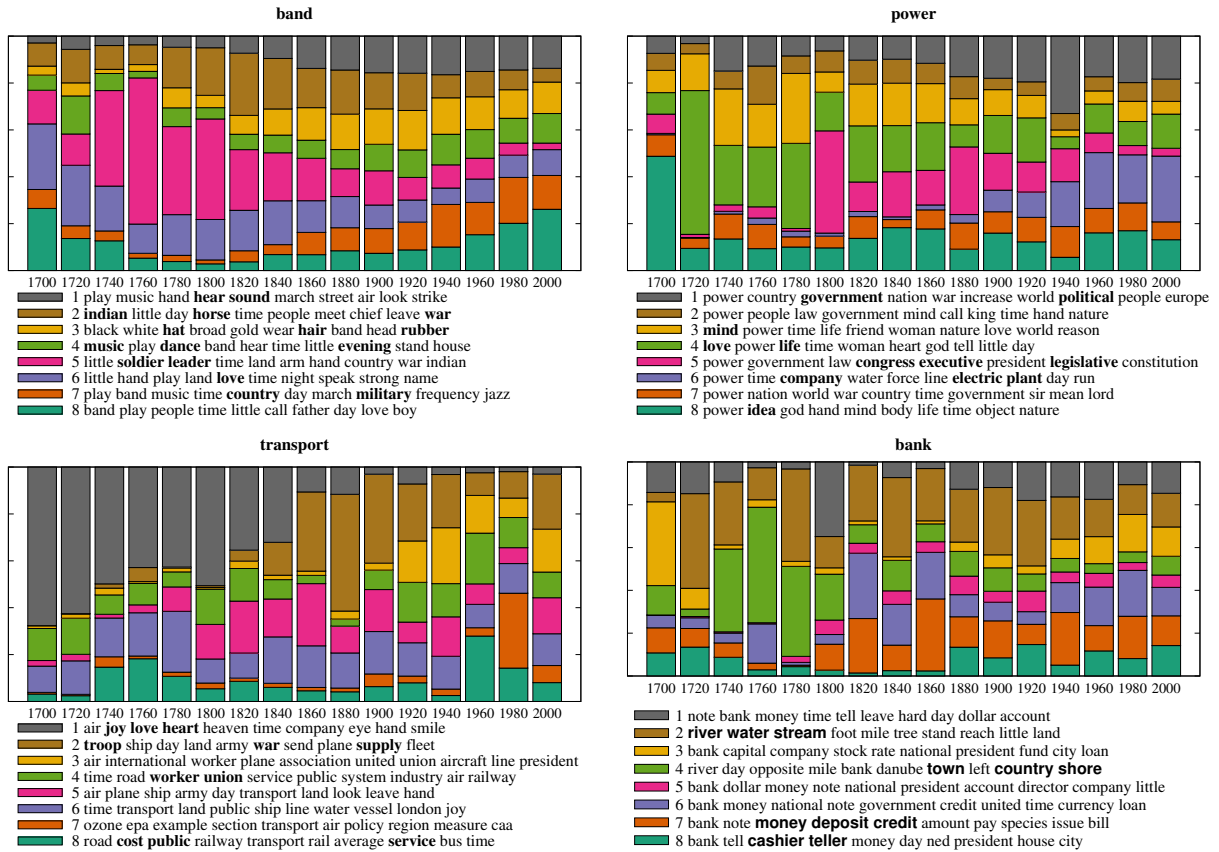 band
1700 1720 1740 1760 1780 1800 1820 1840 1860 1880 1900 1920 1940 1960 1980 2000
1 play music hand hear sound march street air look strike
2 indian little day horse time people meet chief leave war
3 black white hat broad gold wear hair band head rubber
4 music play dance band hear time little evening stand house
5 little soldier leader time land arm hand country war indian
6 little hand play land love time night speak strong name
7 play band music time country day march military frequency jazz
8 band play people time little call father day love boy
power
1700 1720 1740 1760 1780 1800 1820 1840 1860 1880 1900 1920 1940 1960 1980 2000
1 power country government nation war increase world political people europe
2 power people law government mind call king time hand nature
3 mind power time life friend woman nature love world reason
4 love power life time woman heart god tell little day
5 power government law congress executive president legislative constitution
6 power time company water force line electric plant day run
7 power nation world war country time government sir mean lord
8 power idea god hand mind body life time object nature
transport
1700 1720 1740 1760 1780 1800 1820 1840 1860 1880 1900 1920 1940 1960 1980 2000
1 air joy love heart heaven time company eye hand smile
2 troop ship day land army war send plane supply fleet
3 air international worker plane association united union aircraft line president
4 time road worker union service public system industry air railway
5 air plane ship army day transport land look leave hand
6 time transport land public ship line water vessel london joy
7 ozone epa example section transport air policy region measure caa
8 road cost public railway transport rail average service bus time
bank
1700 1720 1740 1760 1780 1800 1820 1840 1860 1880 1900 1920 1940 1960 1980 2000
1 note bank money time tell leave hard day dollar account
2 river water stream foot mile tree stand reach little land
3 bank capital company stock rate national president fund city loan
4 river day opposite mile bank danube town left country shore
5 bank dollar money note national president account director company little
6 bank money national note government credit united time currency loan
7 bank note money deposit credit amount pay species issue bill
8 bank tell cashier teller money day ned president house city